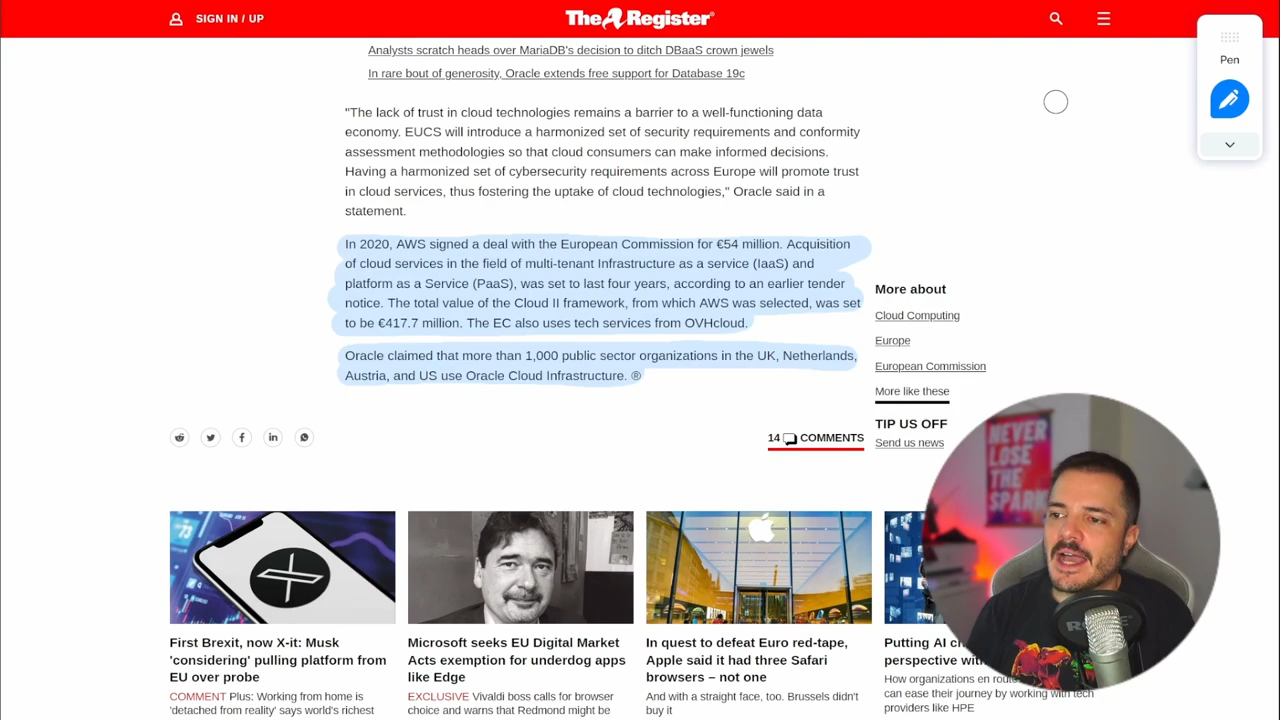 SIGN IN / UP
The Register®
Pen
Analysts scratch heads over MariaDB's decision to ditch DBaaS crown jewels
In rare bout of generosity, Oracle extends free support for Database 19c
"The lack of trust in cloud technologies remains a barrier to a well-functioning data
economy. EUCS will introduce a harmonized set of security requirements and conformity
assessment methodologies so that cloud consumers can make informed decisions.
Having a harmonized set of cybersecurity requirements across Europe will promote trust
in cloud services, thus fostering the uptake of cloud technologies," Oracle said in a
statement.
In 2020, AWS signed a deal with the European Commission for €54 million. Acquisition
of cloud services in the field of multi-tenant Infrastructure as a service (IaaS) and
platform as a Service (PaaS), was set to last four years, according to an earlier tender
notice. The total value of the Cloud II framework, from which AWS was selected, was set
to be €417.7 million. The EC also uses tech services from OVHcloud.
Oracle claimed that more than 1,000 public sector organizations in the UK, Netherlands,
Austria, and US use Oracle Cloud Infrastructure. ®
More about
Cloud Computing
Europe
European Commission
More like these
TIP US OFF
Send us news
14 COMMENTS
NEVER
LOSE
THE
SPARK
First Brexit, now X-it: Musk
'considering' pulling platform from
EU over probe
COMMENT Plus: Working from home is
'detached from reality' says world's richest
Microsoft seeks EU Digital Market
Acts exemption for underdog apps
like Edge
EXCLUSIVE Vivaldi boss calls for browser
choice and warns that Redmond might be
In quest to defeat Euro red-tape,
Apple said it had three Safari
browsers – not one
And with a straight face, too. Brussels didn't
buy it
Putting AI
perspective
How organizations en
can ease their journey by working with tech
providers like HPE